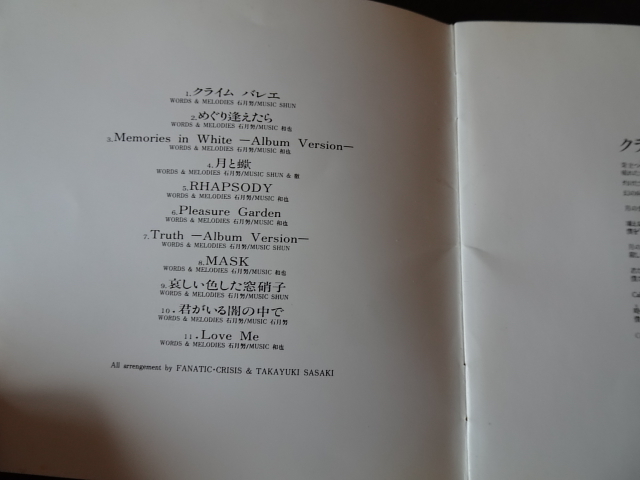 1.クライム バレエ
WORDS & MELODIES 石月努/MUSIC SHUN
2.めぐり逢えたら
WORDS & MELODIES 石月努/MUSIC 和也
3.Memories in White ─Album Version─
WORDS & MELODIES 石月努/MUSIC 和也
4.月と蠍
WORDS & MELODIES 石月努/MUSIC SHUN & 徹
5.RHAPSODY
WORDS & MELODIES 石月努/MUSIC 和也
6.Pleasure Garden
WORDS & MELODIES 石月努/MUSIC 和也
7.Truth ─Album Version─
WORDS & MELODIES 石月努/MUSIC SHUN
8.MASK
WORDS & MELODIES 石月努/MUSIC 和也
9.哀しい色した窓硝子
WORDS & MELODIES 石月努/MUSIC SHUN
10.君がいる闇の中で
WORDS & MELODIES 石月努/MUSIC 石月努
11.Love Me
WORDS & MELODIES 石月努/MUSIC 和也
All arrangement by FANATIC◇CRISIS & TAKAYUKI SASAKI
クラ